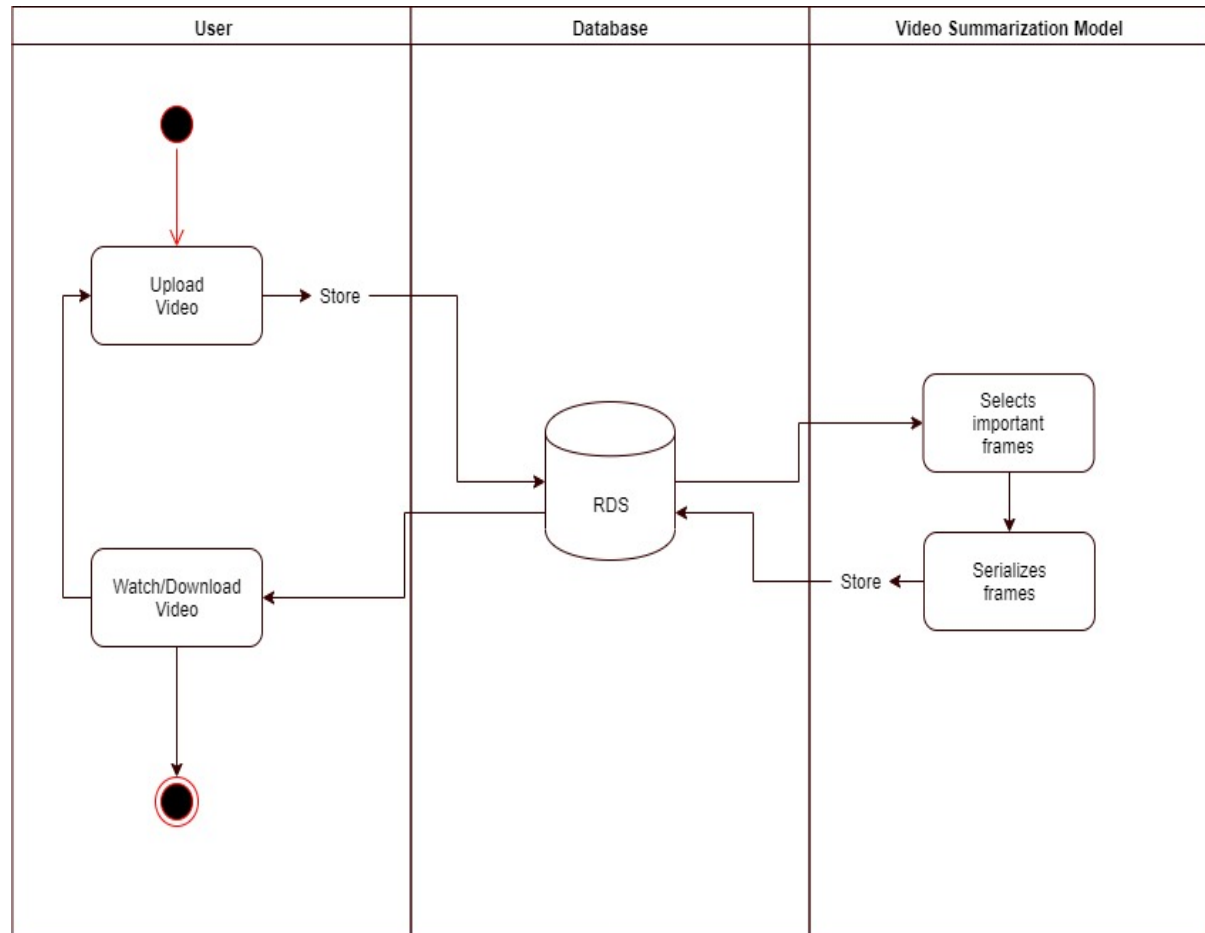 User
Database
Video Summarization Model
Upload
Video
Store
Selects
important
frames
RDS
Watch/Download
Video
Store
Serializes
frames